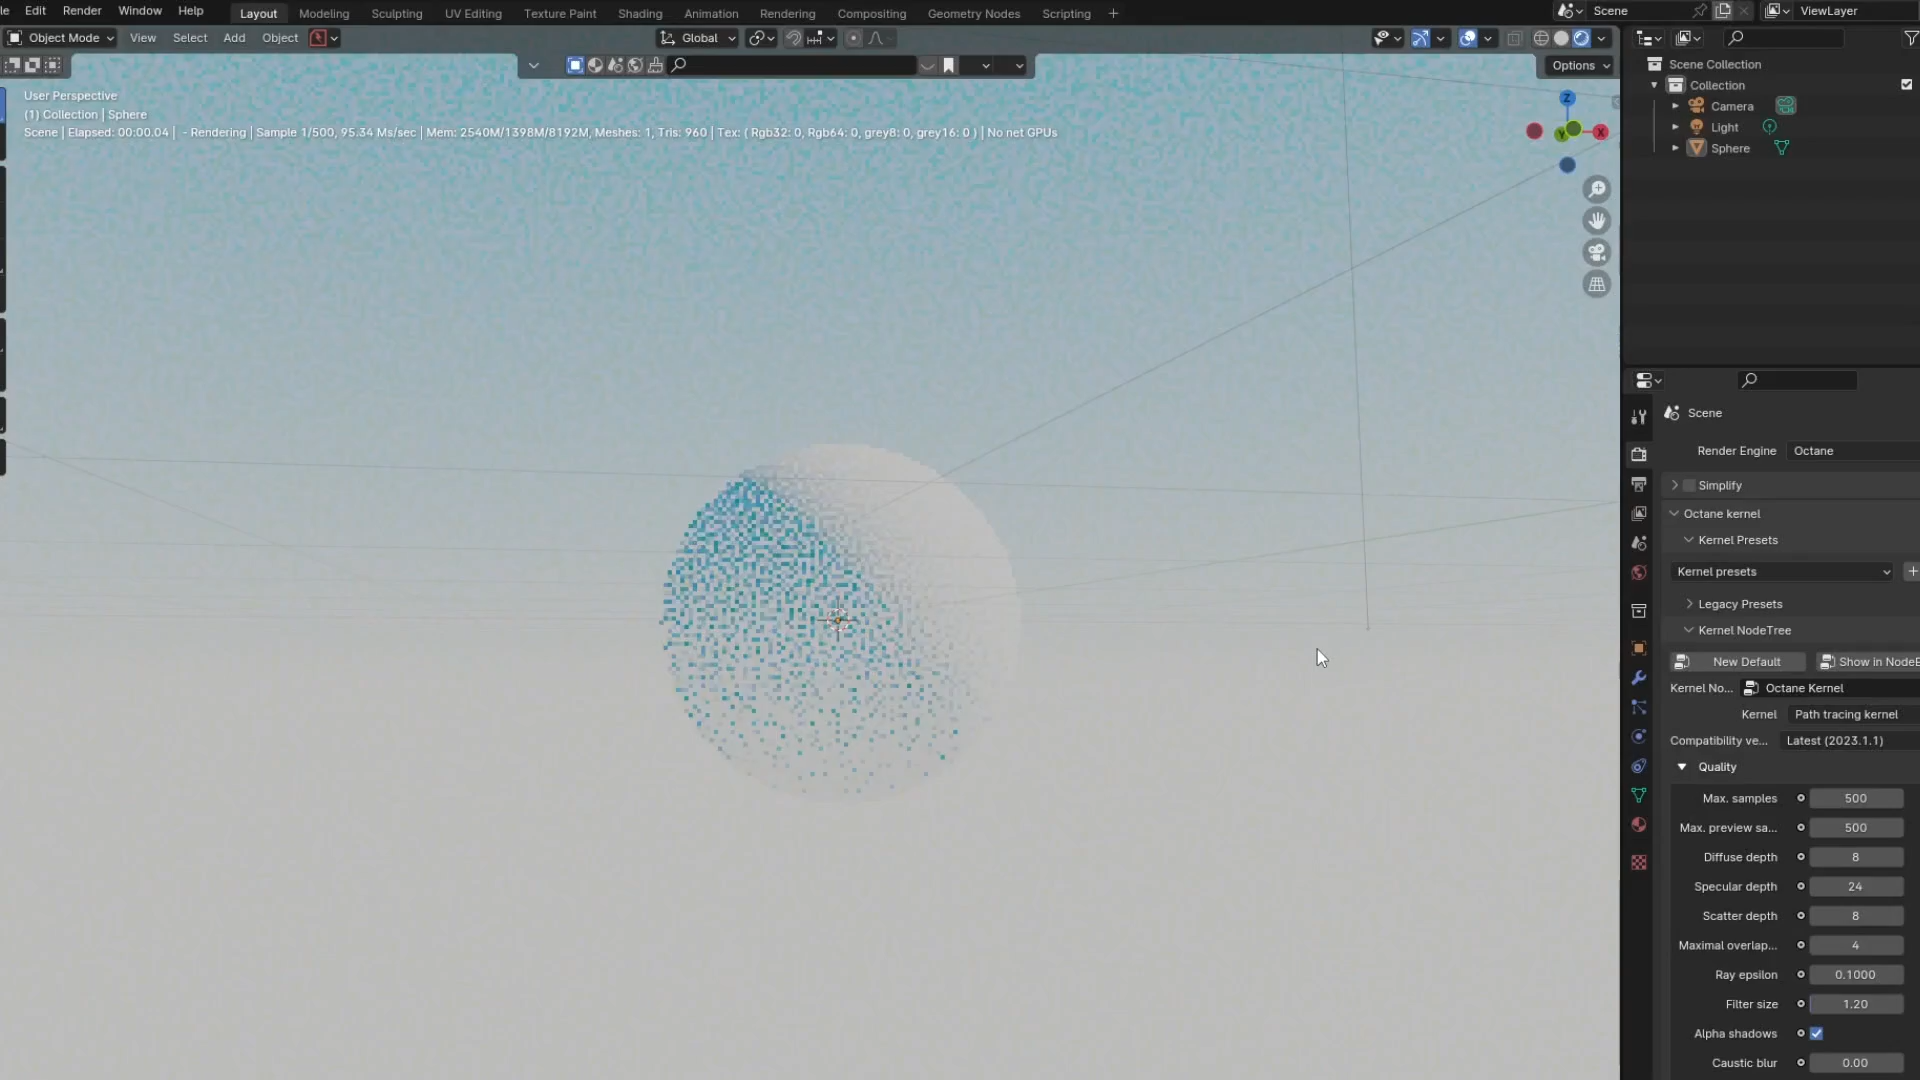 le Edit Render Window Help Layout Modeling Sculpting UV Editing Texture Paint Shading Animation Rendering Compositing Geometry Nodes Scripting + Scene ViewLayer
Object Mode View Select Add Object Global
Options
User Perspective
(1) Collection | Sphere
Scene | Elapsed: 00:00.04 | - Rendering | Sample 1/500, 95.34 Ms/sec | Mem: 2540M/1398M/8192M, Meshes: 1, Tris: 960 | Tex: ( Rgb32: 0, Rgb64: 0, grey8: 0, grey16: 0 ) | No net GPUs
Z
Y X
Scene Collection
Collection
Camera
Light
Sphere
Scene
Render Engine Octane
Simplify
Octane kernel
Kernel Presets
Kernel presets +
Legacy Presets
Kernel NodeTree
New Default Show in NodeE
Kernel No... Octane Kernel
Kernel Path tracing kernel
Compatibility ve... Latest (2023.1.1)
Quality
Max. samples 500
Max. preview sa... 500
Diffuse depth 8
Specular depth 24
Scatter depth 8
Maximal overlap... 4
Ray epsilon 0.1000
Filter size 1.20
Alpha shadows
Caustic blur 0.00